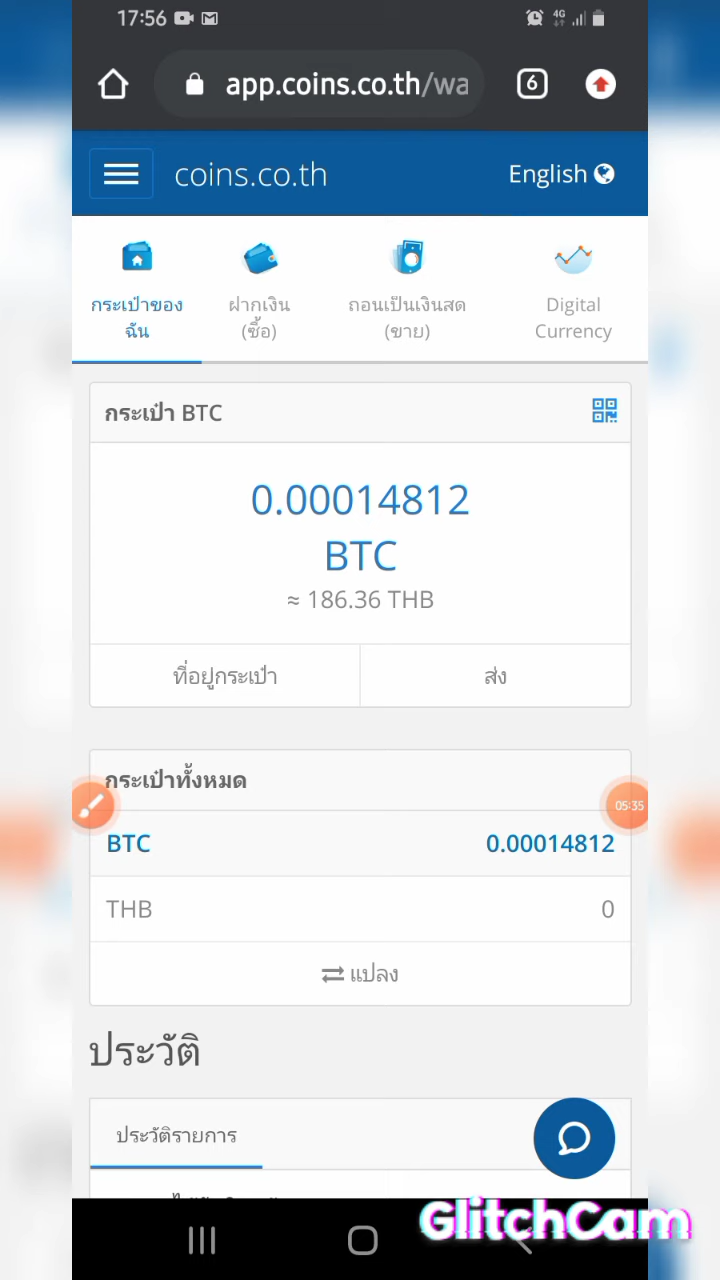 17:56
4G
app.coins.co.th/wa
6
coins.co.th
English
กระเป๋าของ
ฉัน
ฝากเงิน
(ซื้อ)
ถอนเป็นเงินสด
(ขาย)
Digital
Currency
กระเป๋า BTC
0.00014812
BTC
≈ 186.36 THB
ที่อยู่กระเป๋า
ส่ง
กระเป๋าทั้งหมด
05:35
BTC 0.00014812
THB 0
แปลง
ประวัติ
ประวัติรายการ
GlitchCam